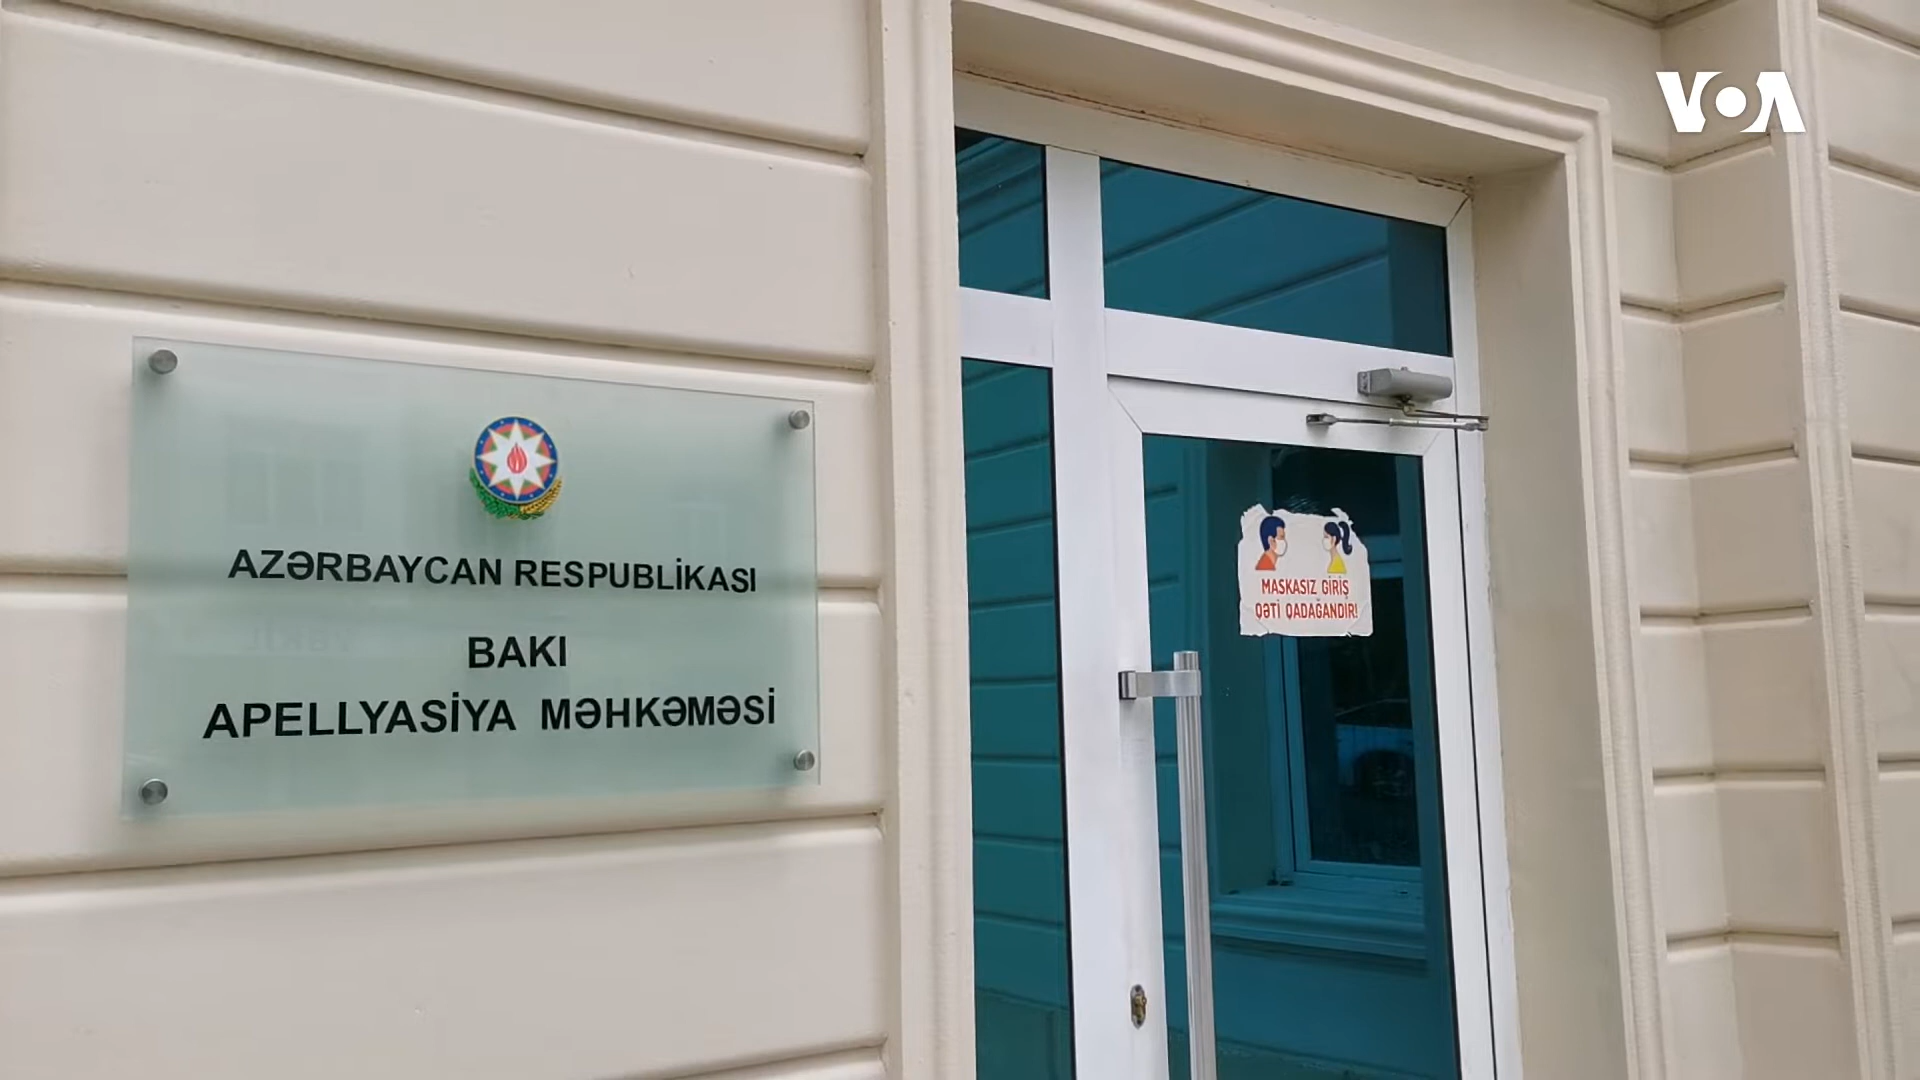 VOA
AZƏRBAYCAN RESPUBLİKASI
BAKI
APELLYASİYA MƏHKƏMƏSİ
MASKASIZ GİRİŞ
QƏTİ QADAĞANDIR!